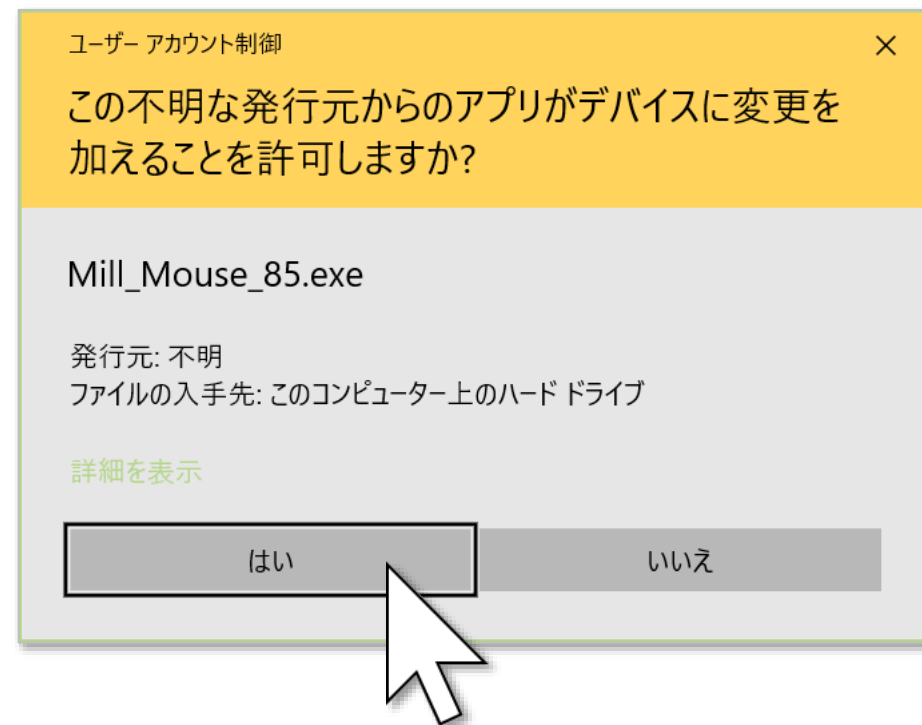 ユーザー アカウント制御
この不明な発行元からのアプリがデバイスに変更を
加えることを許可しますか?
Mill_Mouse_85.exe
発行元: 不明
ファイルの入手先: このコンピューター上のハード ドライブ
詳細を表示
はい
いいえ